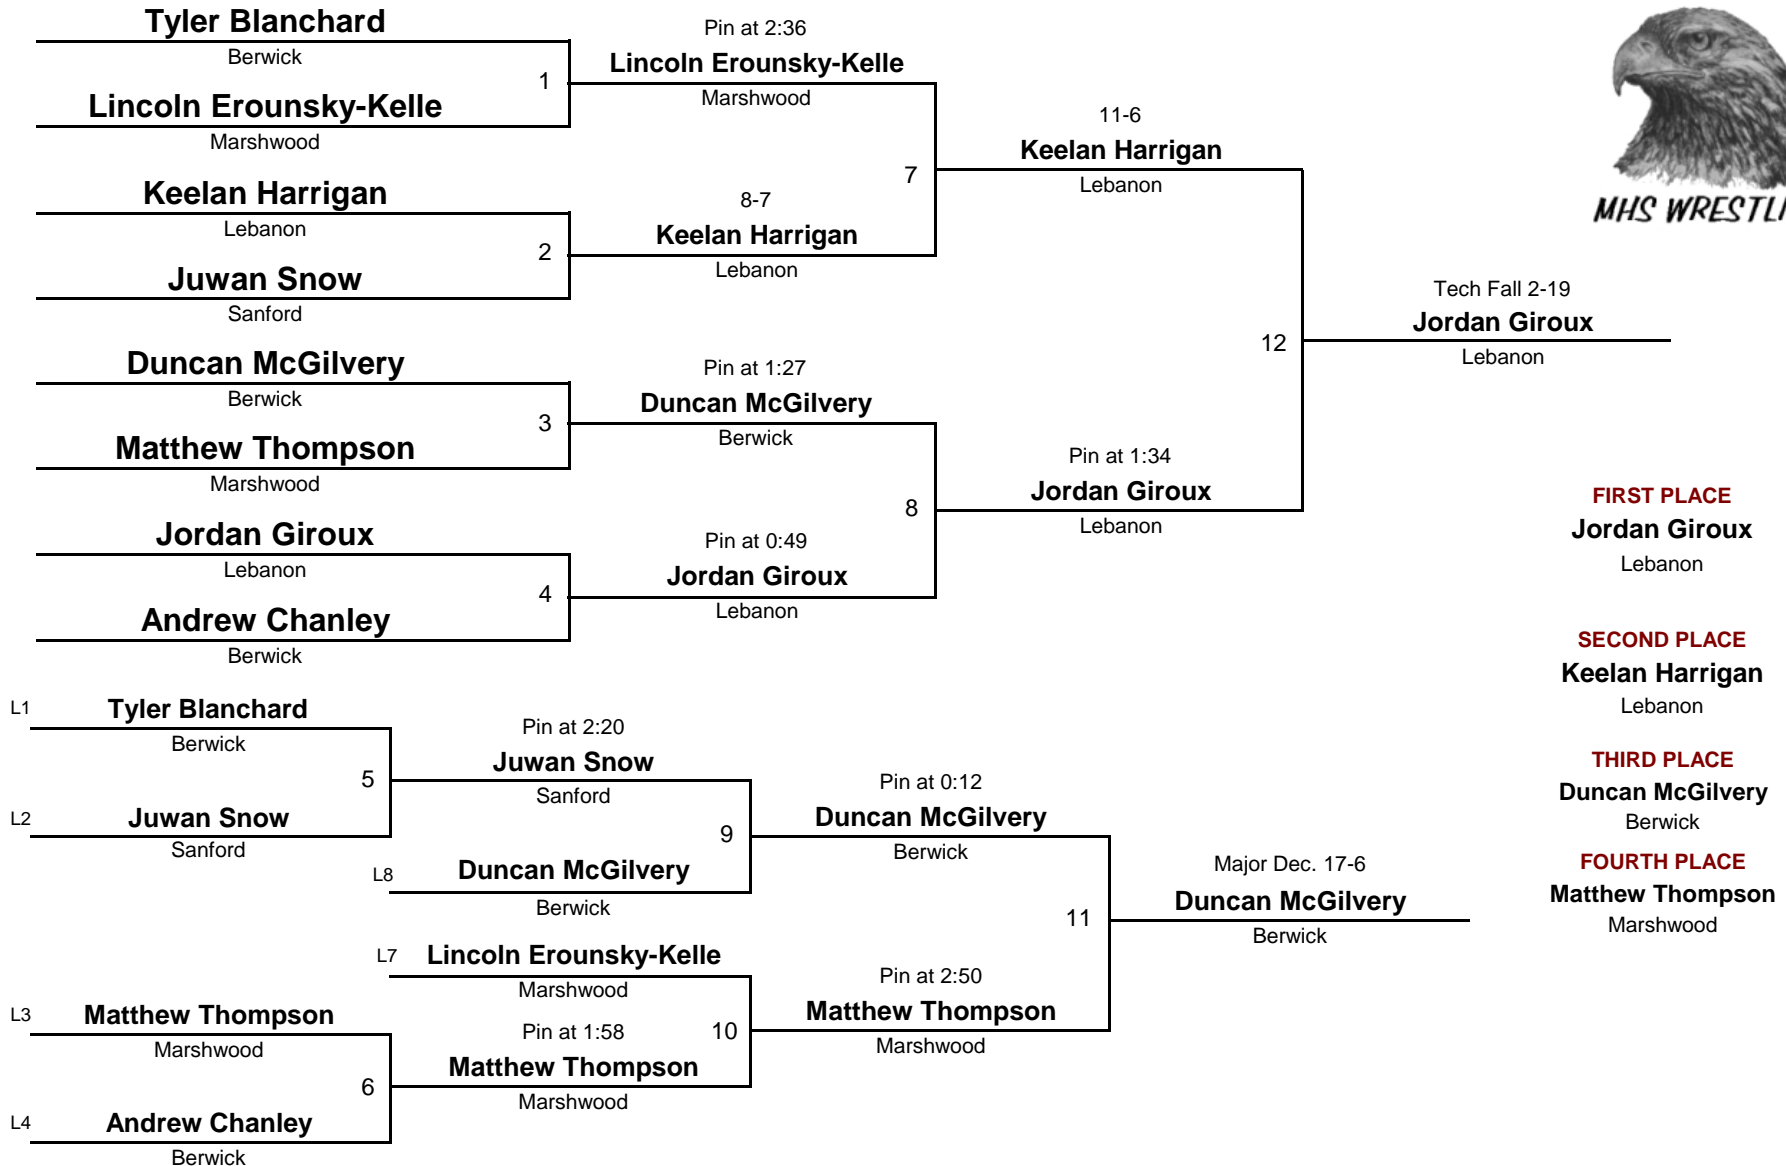 Tyler Blanchard
Berwick
1
Lincoln Erounsky-Kelle
Marshwood
Keelan Harrigan
Lebanon
2
Juwan Snow
Sanford
Duncan McGilvery
Berwick
3
Matthew Thompson
Marshwood
Jordan Giroux
Lebanon
4
Andrew Chanley
Berwick
Pin at 2:36
Lincoln Erounsky-Kelle
Marshwood
7
8-7
Keelan Harrigan
Lebanon
Pin at 1:27
Duncan McGilvery
Berwick
8
Pin at 0:49
Jordan Giroux
Lebanon
11-6
Keelan Harrigan
Lebanon
12
Pin at 1:34
Jordan Giroux
Lebanon
MHS WRESTLI
Tech Fall 2-19
Jordan Giroux
Lebanon
FIRST PLACE
Jordan Giroux
Lebanon
SECOND PLACE
Keelan Harrigan
Lebanon
THIRD PLACE
Duncan McGilvery
Berwick
FOURTH PLACE
Matthew Thompson
Marshwood
L1
Tyler Blanchard
Berwick
5
L2
Juwan Snow
Sanford
Pin at 2:20
Juwan Snow
Sanford
9
L8
Duncan McGilvery
Berwick
L7
Lincoln Erounsky-Kelle
Marshwood
10
L3
Matthew Thompson
Marshwood
6
L4
Andrew Chanley
Berwick
Pin at 1:58
Matthew Thompson
Marshwood
Pin at 0:12
Duncan McGilvery
Berwick
11
Pin at 2:50
Matthew Thompson
Marshwood
Major Dec. 17-6
Duncan McGilvery
Berwick